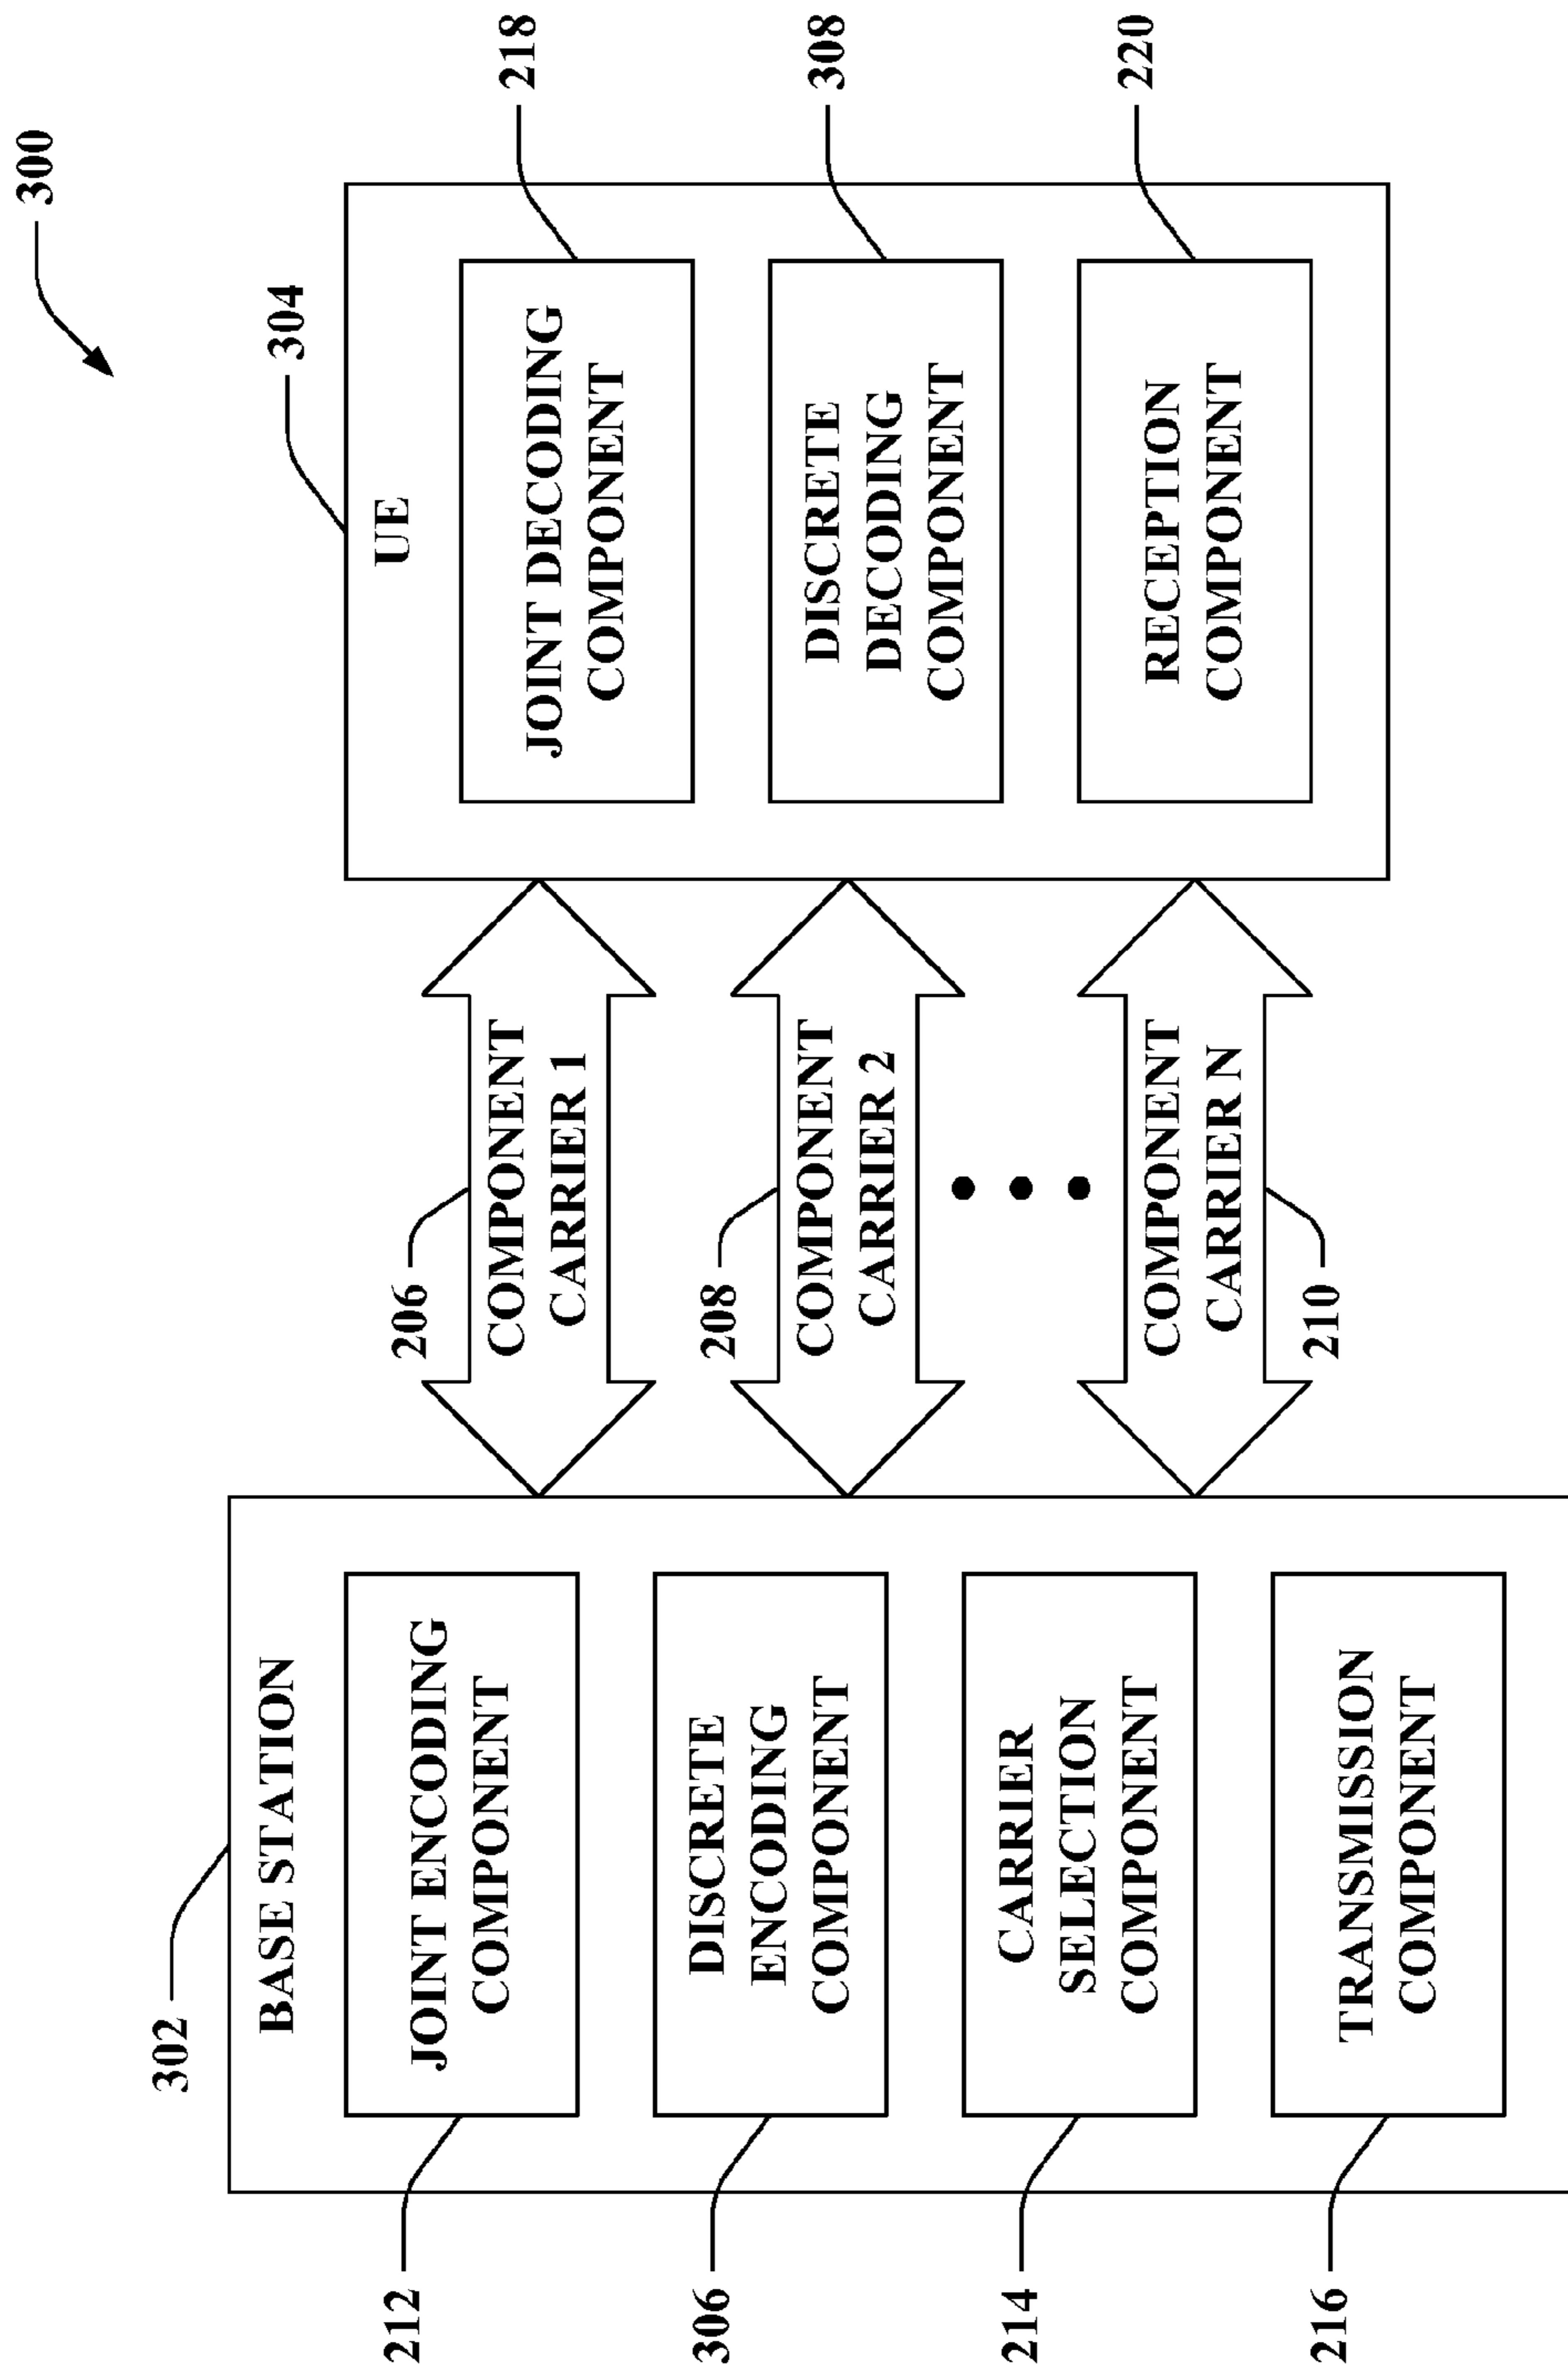 300
302
BASE STATION
212
JOINT ENCODING
COMPONENT
306
DISCRETE
ENCODING
COMPONENT
214
CARRIER
SELECTION
COMPONENT
216
TRANSMISSION
COMPONENT
206
COMPONENT
CARRIER 1
208
COMPONENT
CARRIER 2
COMPONENT
CARRIER N
210
304
UE
JOINT DECODING
COMPONENT
218
DISCRETE
DECODING
COMPONENT
308
RECEPTION
COMPONENT
220